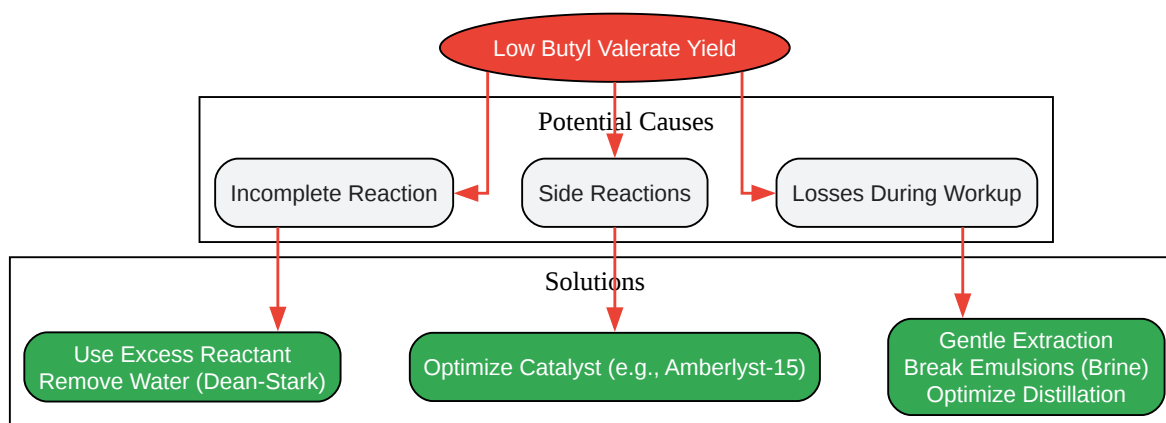 Low Butyl Valerate Yield
Potential Causes
Incomplete Reaction
Side Reactions
Losses During Workup
Solutions
Use Excess Reactant
Remove Water (Dean-Stark)
Optimize Catalyst (e.g., Amberlyst-15)
Gentle Extraction
Break Emulsions (Brine)
Optimize Distillation